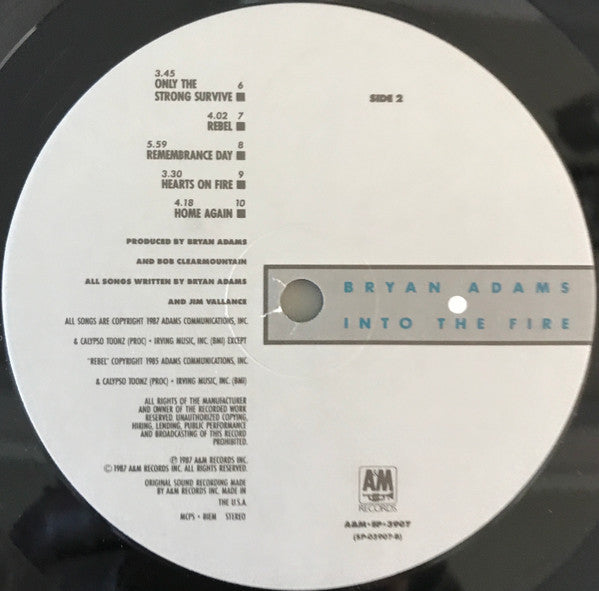 3.45
ONLY THE 6
STRONG SURVIVE ■
4.02 7
REBEL ■
5.59 8
REMEMBRANCE DAY ■
3.30 9
HEARTS ON FIRE ■
4.18 10
HOME AGAIN ■
SIDE 2
PRODUCED BY BRYAN ADAMS
AND BOB CLEARMOUNTAIN
ALL SONGS WRITTEN BY BRYAN ADAMS
AND JIM VALLANCE
ALL SONGS ARE COPYRIGHT 1987 ADAMS COMMUNICATIONS, INC.
& CALYPSO TOONZ (PROC) • IRVING MUSIC, INC. (BMI) EXCEPT
"REBEL" COPYRIGHT 1985 ADAMS COMMUNICATIONS, INC.
& CALYPSO TOONZ (PROC) • IRVING MUSIC, INC. (BMI)
ALL RIGHTS OF THE MANUFACTURER
AND OWNER OF THE RECORDED WORK
RESERVED. UNAUTHORIZED COPYING,
HIRING, LENDING, PUBLIC PERFORMANCE
AND BROADCASTING OF THIS RECORD
PROHIBITED.
℗ 1987 A&M RECORDS INC.
© 1987 A&M RECORDS INC. ALL RIGHTS RESERVED.
ORIGINAL SOUND RECORDING MADE
BY A&M RECORDS INC. MADE IN
THE U.S.A.
MCPS • BIEM STEREO
BRYAN ADAMS
INTO THE FIRE
A&M
RECORDS
A&M•SP-3907
(SP-03907-B)